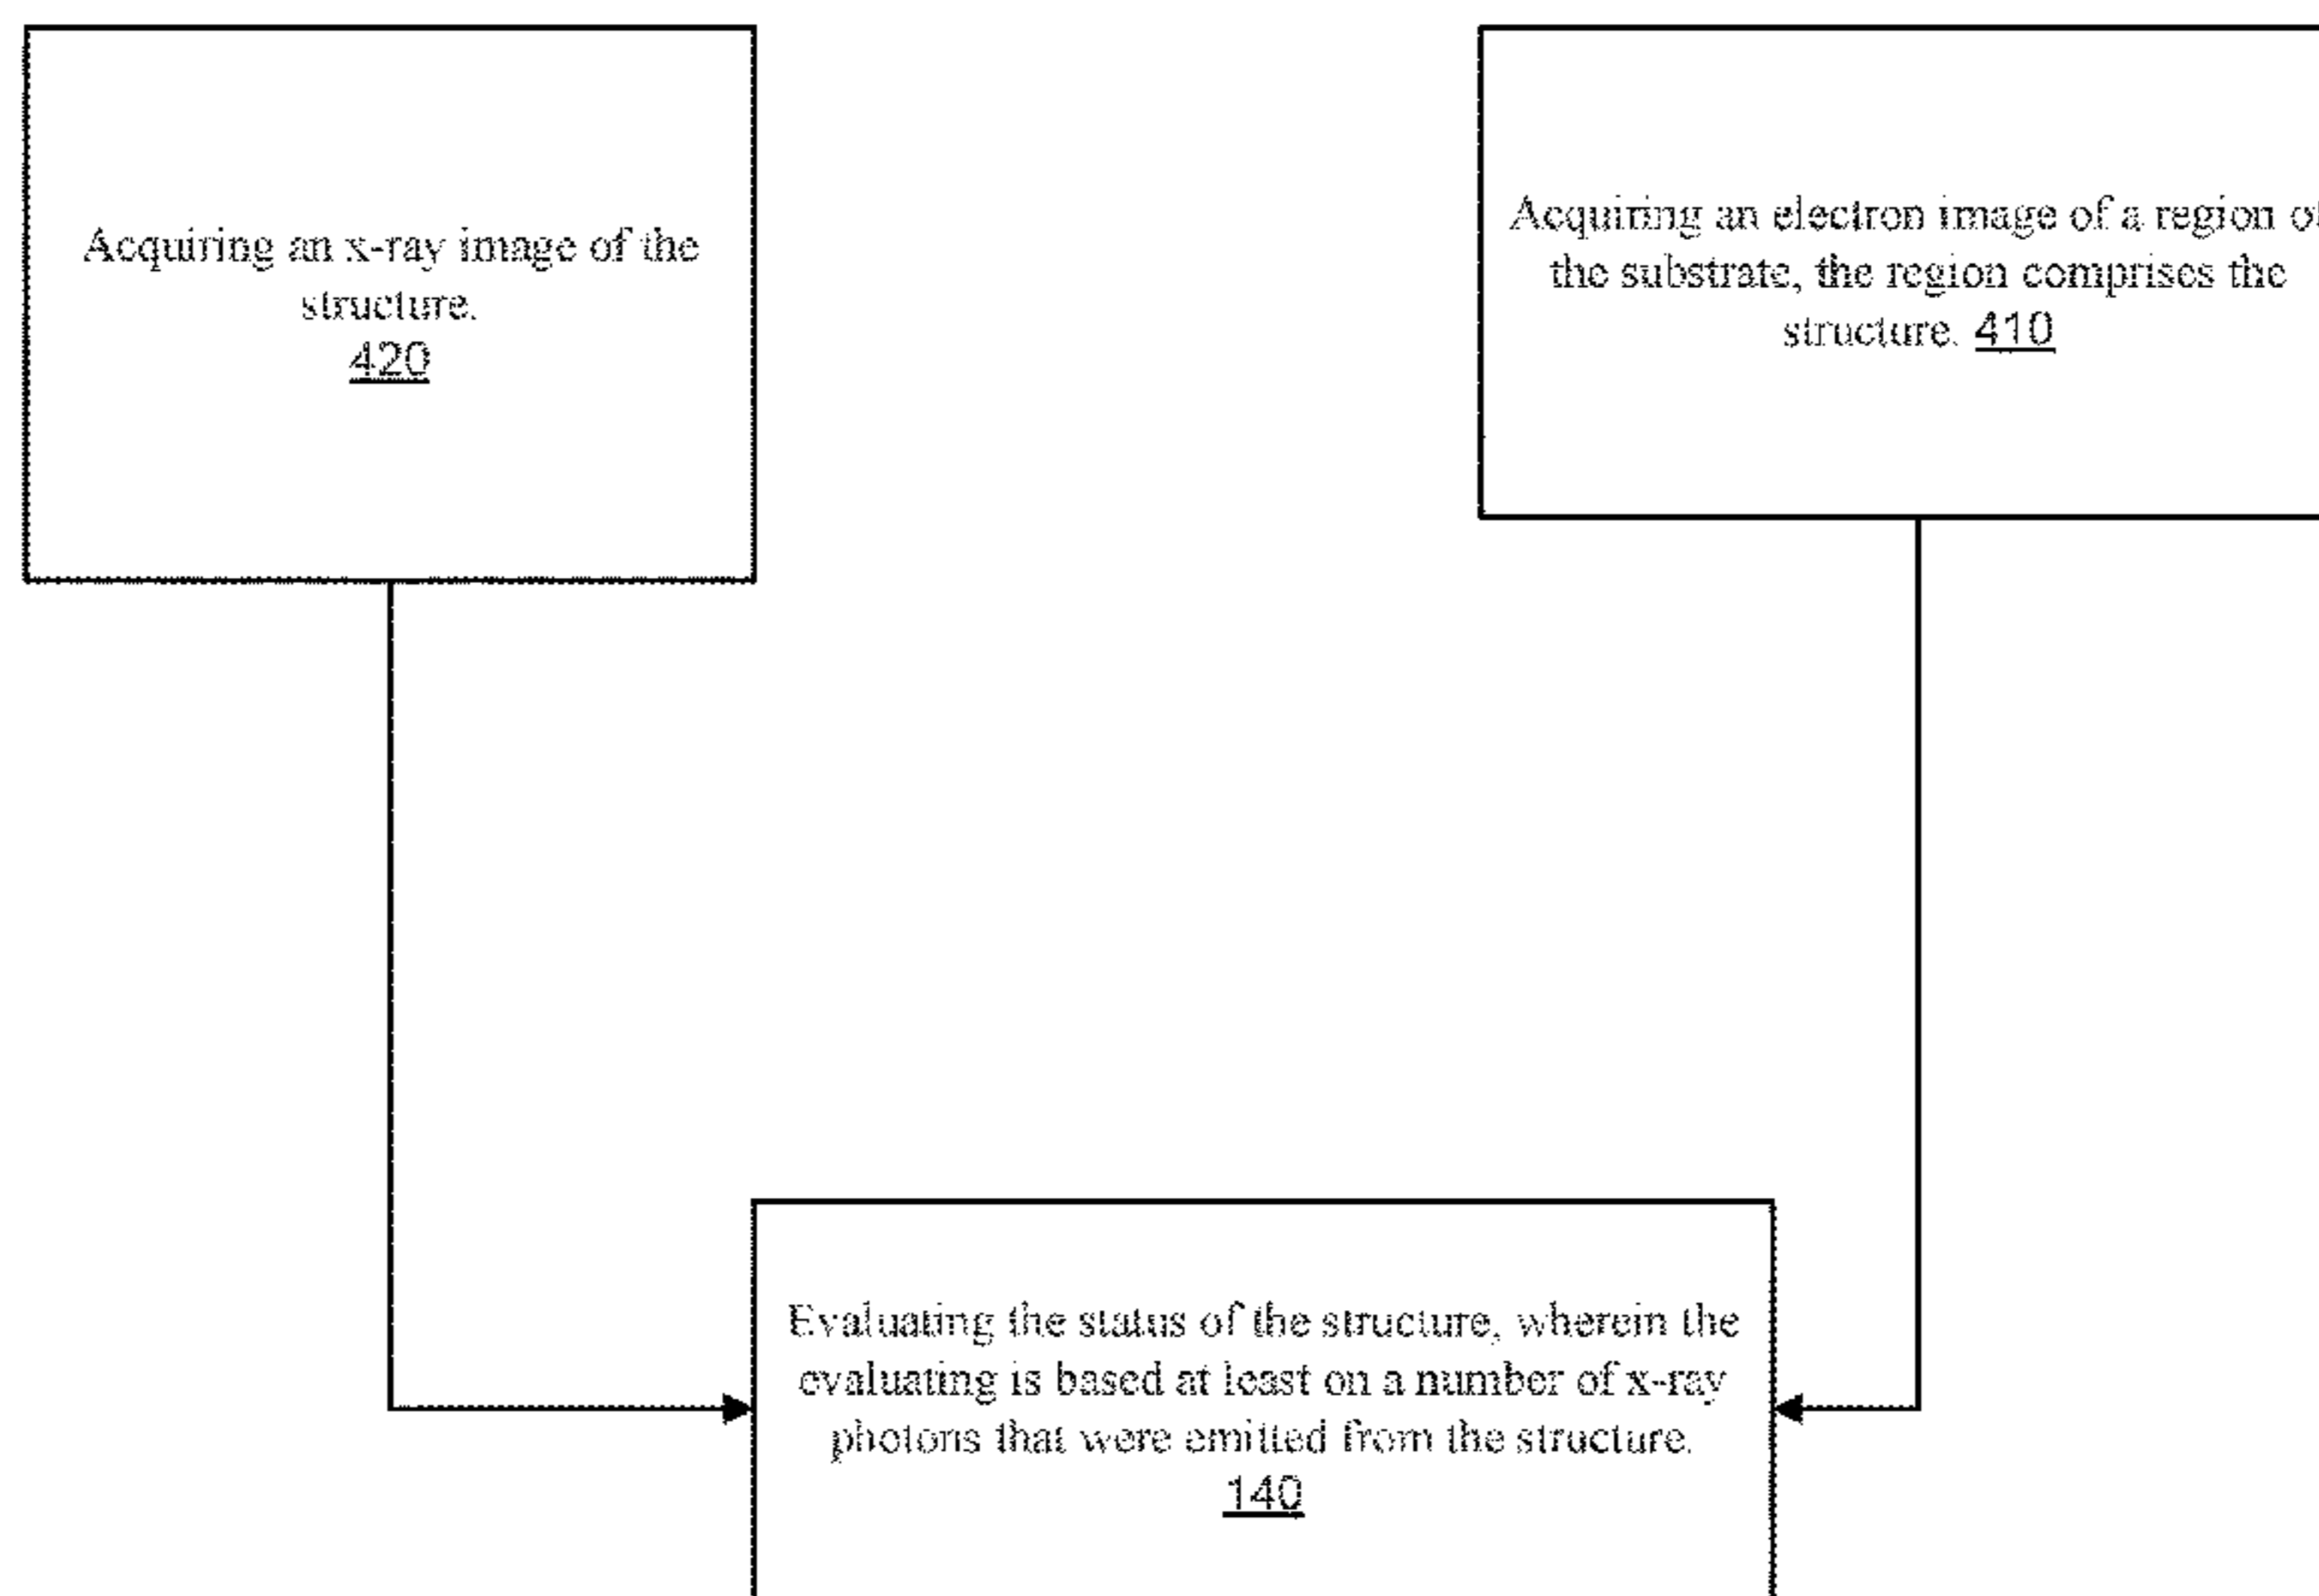 Acquiring an x-ray image of the
structure.
420
Acquiring an electron image of a region of
the substrate, the region comprises the
structure. 410
Evaluating the status of the structure, wherein the
evaluating is based at least on a number of x-ray
photons that were emitted from the structure.
140